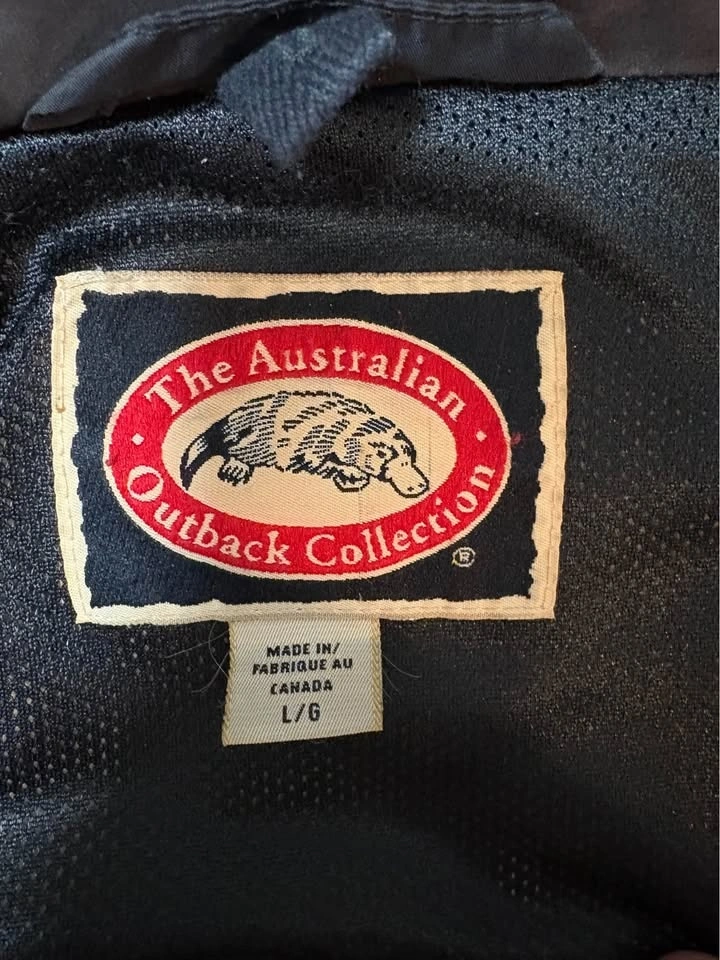 The Australian
Outback Collection
®
MADE IN/
FABRIQUE AU
CANADA
L/G